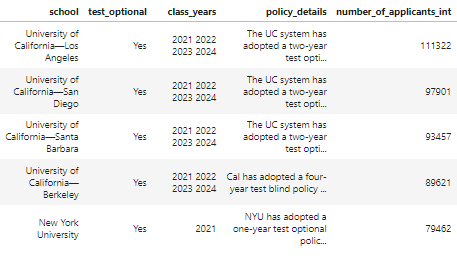 school test_optional class_years policy_details number_of_applicants_int
University of
California—Los
Angeles
Yes
2021 2022
2023 2024
The UC system has
adopted a two-year
test opti...
111322
University of
California—San
Diego
Yes
2021 2022
2023 2024
The UC system has
adopted a two-year
test opti...
97901
University of
California—Santa
Barbara
Yes
2021 2022
2023 2024
The UC system has
adopted a two-year
test opti...
93457
University of
California—
Berkeley
Yes
2021 2022
2023 2024
Cal has adopted a four-
year test blind policy ...
89621
New York
University
Yes
2021
NYU has adopted a
one-year test optional
polic...
79462